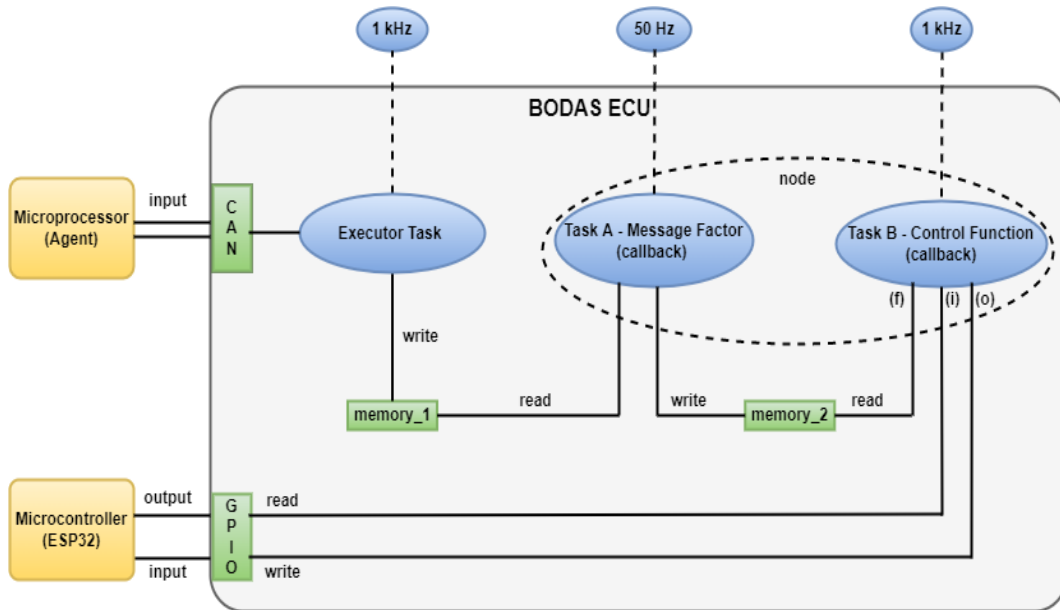 1 kHz
50 Hz
1 kHz
BODAS ECU
node
input
Microprocessor
(Agent)
C
A
N
Executor Task
Task A - Message Factor
(callback)
Task B - Control Function
(callback)
(f)
(i)
(o)
write
memory_1
read
write
memory_2
read
output
Microcontroller
(ESP32)
input
G
P
I
O
read
write